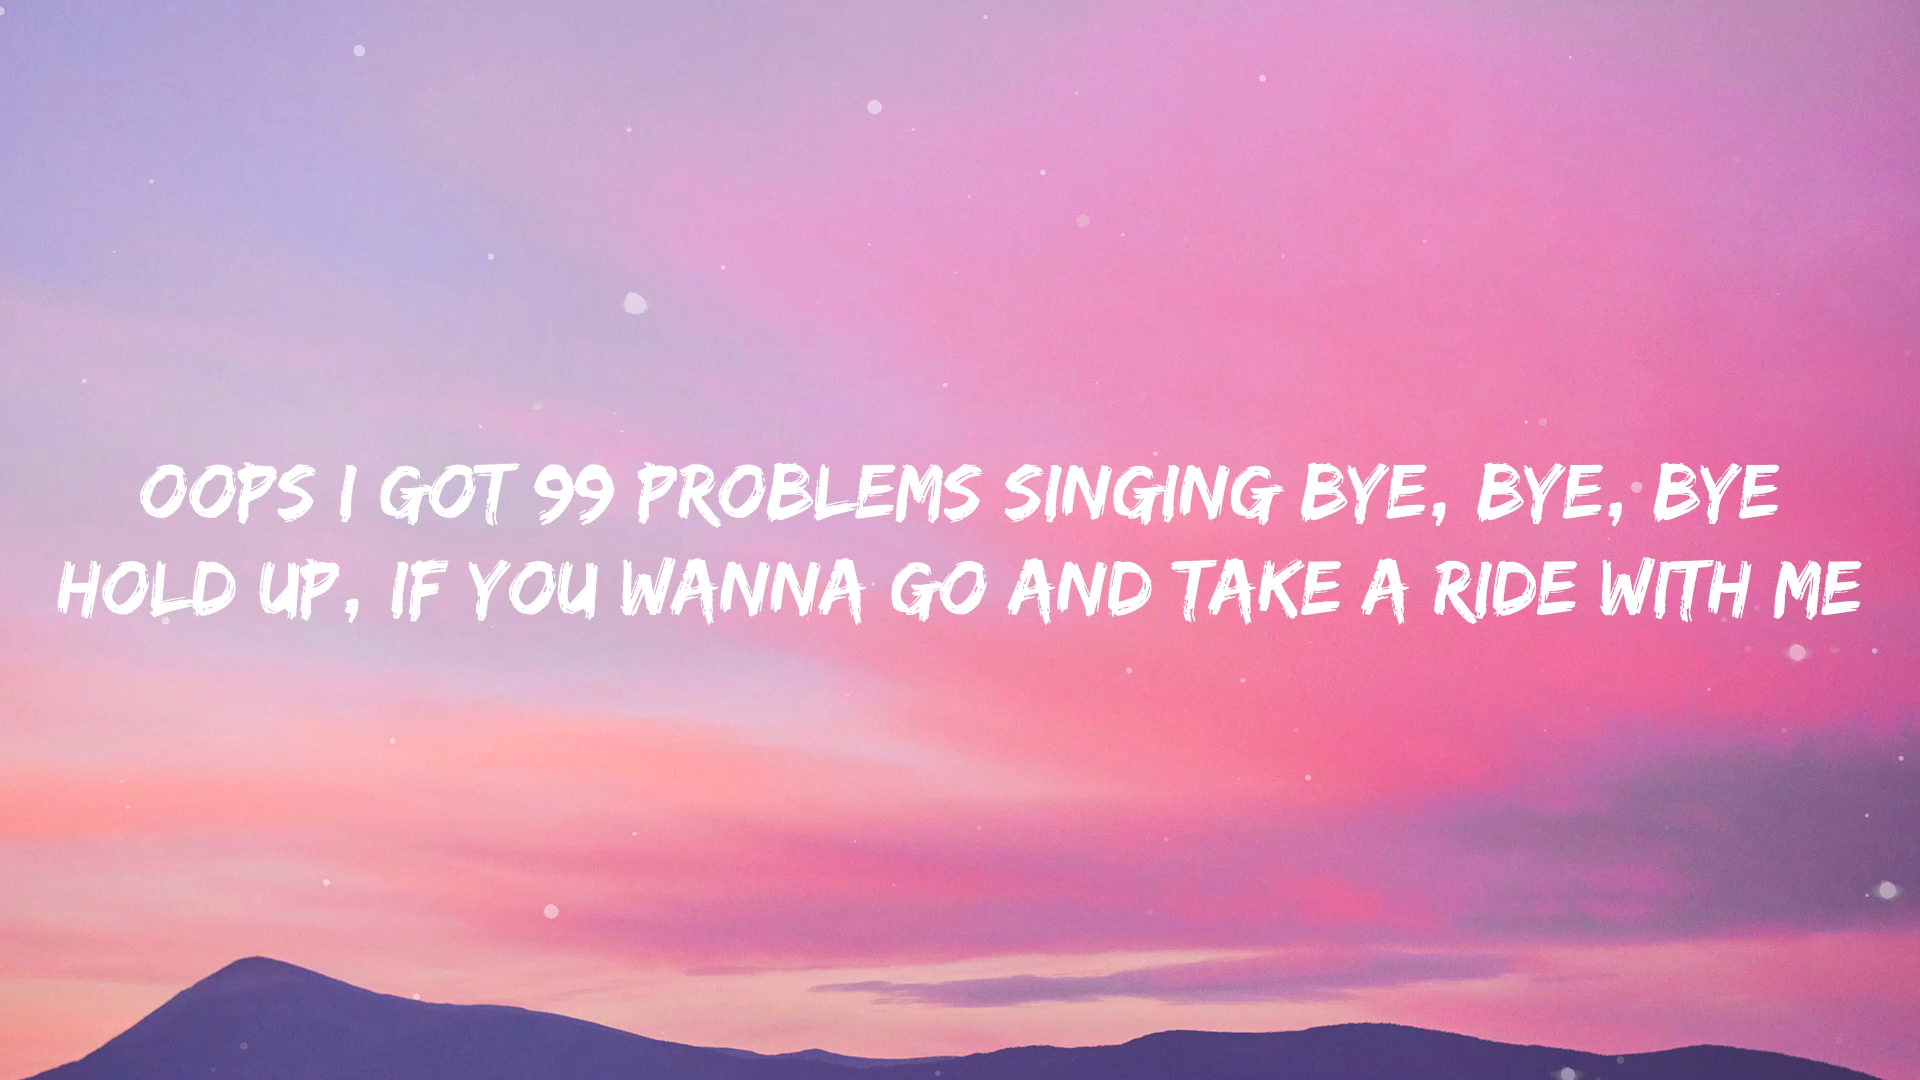 OOPS I GOT 99 PROBLEMS SINGING BYE, BYE, BYE
HOLD UP, IF YOU WANNA GO AND TAKE A RIDE WITH ME